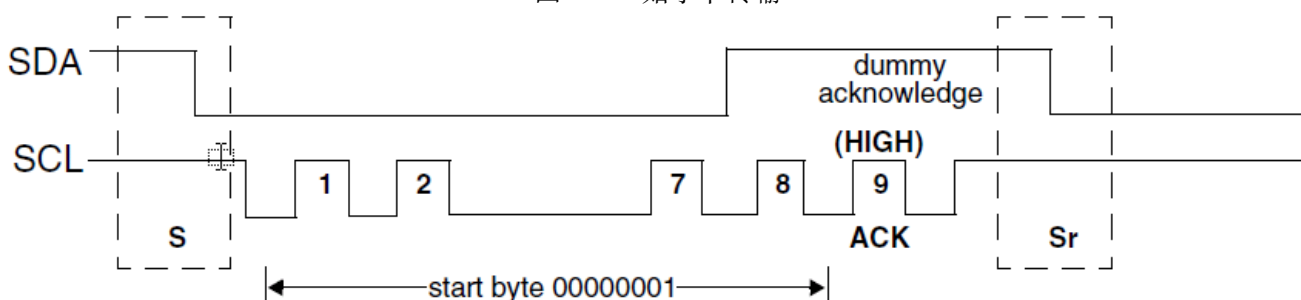 SDA
dummy
acknowledge
(HIGH)
SCL
1 2 7 8 9
S ACK Sr
start byte 00000001